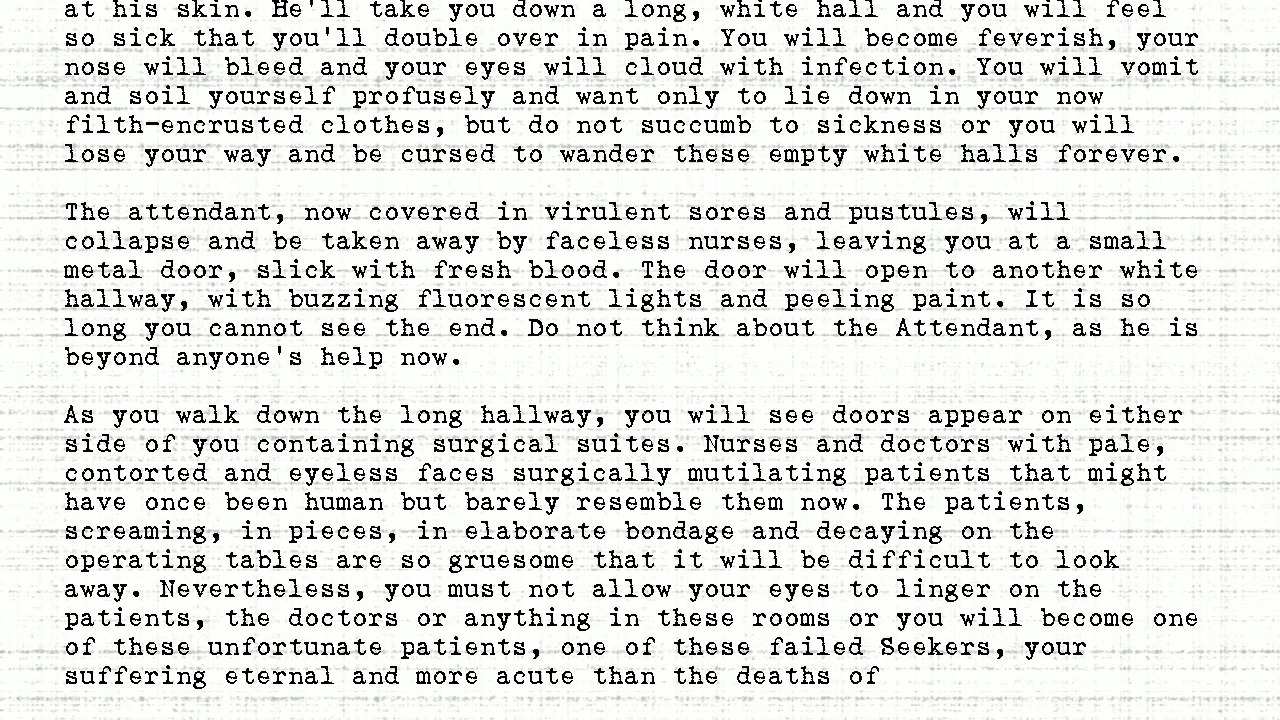 at his skin. He'll take you down a long, white hall and you will feel
so sick that you'll double over in pain. You will become feverish, your
nose will bleed and your eyes will cloud with infection. You will vomit
and soil yourself profusely and want only to lie down in your now
filth-encrusted clothes, but do not succumb to sickness or you will
lose your way and be cursed to wander these empty white halls forever.

The attendant, now covered in virulent sores and pustules, will
collapse and be taken away by faceless nurses, leaving you at a small
metal door, slick with fresh blood. The door will open to another white
hallway, with buzzing fluorescent lights and peeling paint. It is so
long you cannot see the end. Do not think about the Attendant, as he is
beyond anyone's help now.

As you walk down the long hallway, you will see doors appear on either
side of you containing surgical suites. Nurses and doctors with pale,
contorted and eyeless faces surgically mutilating patients that might
have once been human but barely resemble them now. The patients,
screaming, in pieces, in elaborate bondage and decaying on the
operating tables are so gruesome that it will be difficult to look
away. Nevertheless, you must not allow your eyes to linger on the
patients, the doctors or anything in these rooms or you will become one
of these unfortunate patients, one of these failed Seekers, your
suffering eternal and more acute than the deaths of